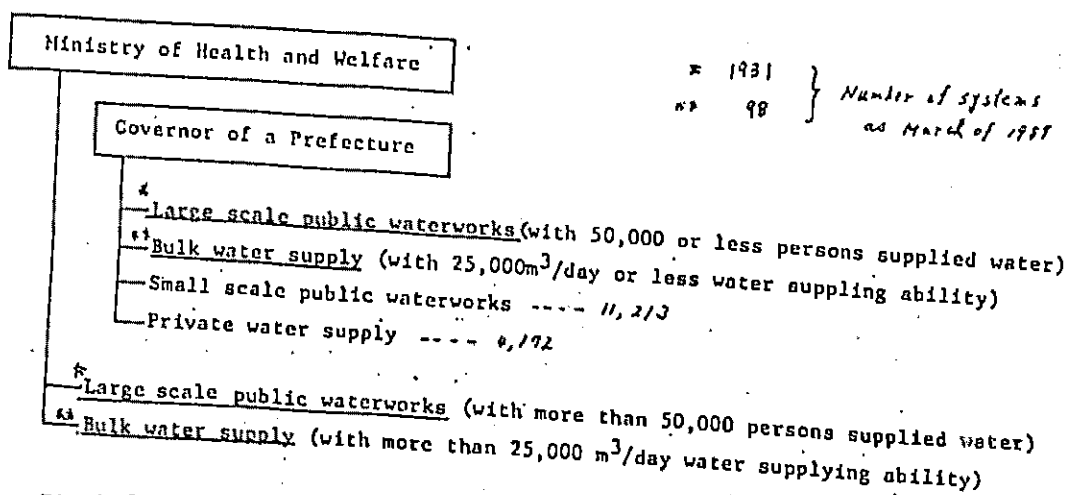 Ministry of Health and Welfare
* 1931
** 98
Number of systems
as March of 1988
Governor of a Prefecture
* Large scale public waterworks (with 50,000 or less persons supplied water)
** Bulk water supply (with 25,000m³/day or less water suppling ability)
Small scale public waterworks ---- 11,213
Private water supply ---- 4,192
* Large scale public waterworks (with more than 50,000 persons supplied water)
** Bulk water supply (with more than 25,000 m³/day water supplying ability)